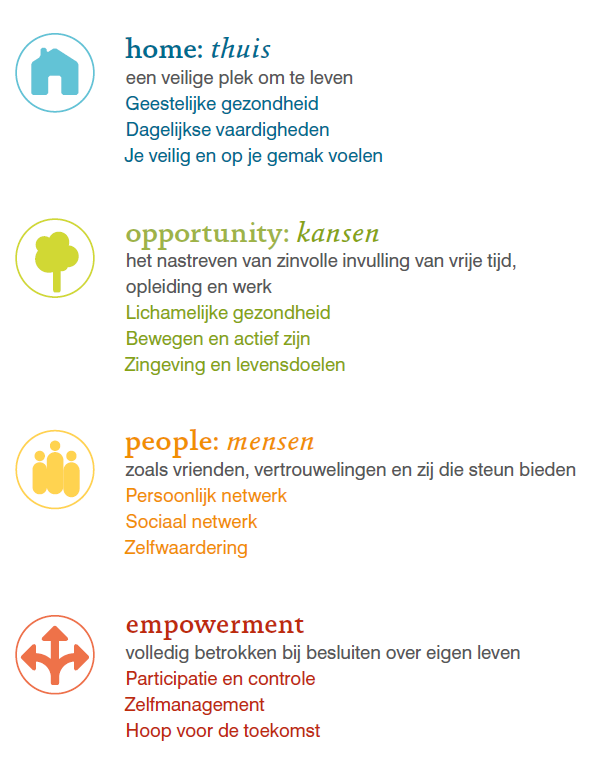 home: thuis
een veilige plek om te leven
Geestelijke gezondheid
Dagelijkse vaardigheden
Je veilig en op je gemak voelen
opportunity: kansen
het nastreven van zinvolle invulling van vrije tijd,
opleiding en werk
Lichamelijke gezondheid
Bewegen en actief zijn
Zingeving en levensdoelen
people: mensen
zoals vrienden, vertrouwelingen en zij die steun bieden
Persoonlijk netwerk
Sociaal netwerk
Zelfwaardering
empowerment
volledig betrokken bij besluiten over eigen leven
Participatie en controle
Zelfmanagement
Hoop voor de toekomst